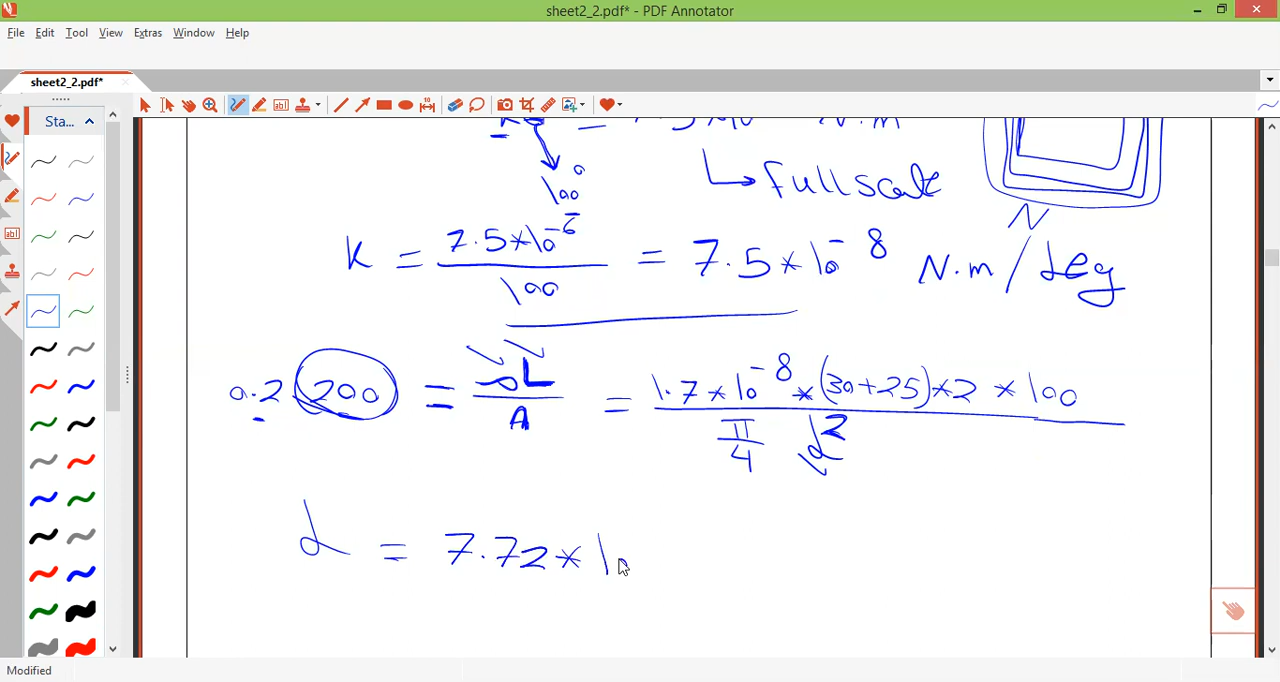 sheet2_2.pdf* - PDF Annotator
File Edit Tool View Extras Window Help
sheet2_2.pdf*
Sta...
N.m
100°
full scale
N
K = 7.5*10^-6 / 100 = 7.5*10^-8 N.m/deg
0.2 * 200 = ρL / A = 1.7*10^-8 * (30+25)*2 * 100 / π/4 d^2
d = 7.72 * 10
Modified